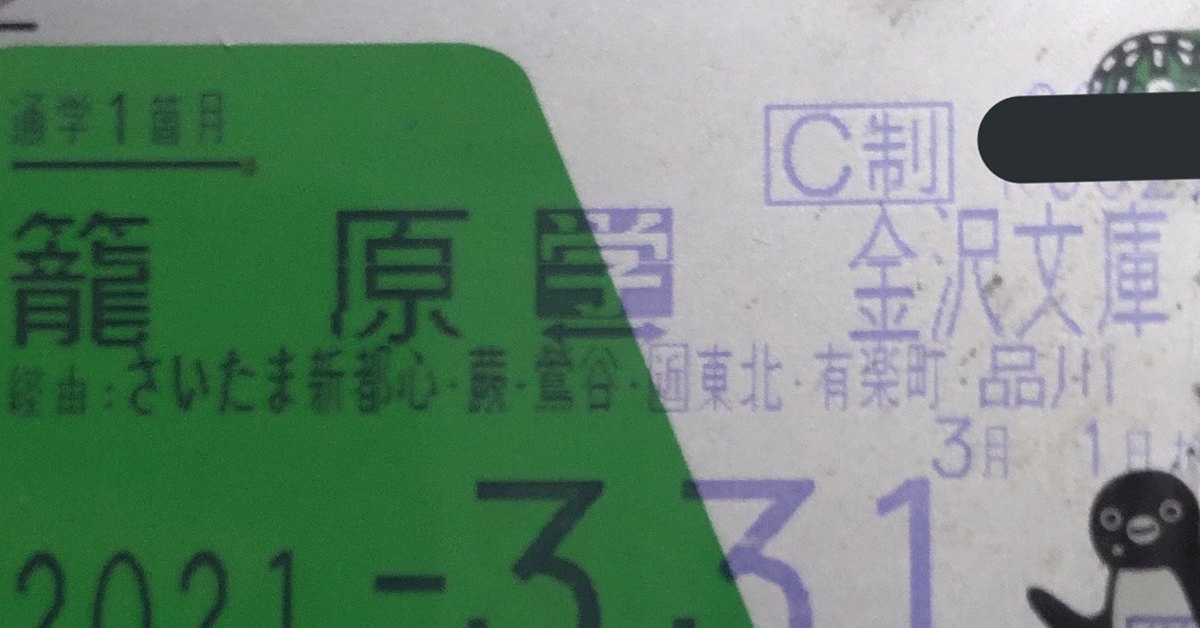 通学1箇月
C制
籠 原 学 金沢文庫
経由:さいたま新都心・蕨・鶯谷・東北・有楽町・品川
3月 1日
2021 -3.31